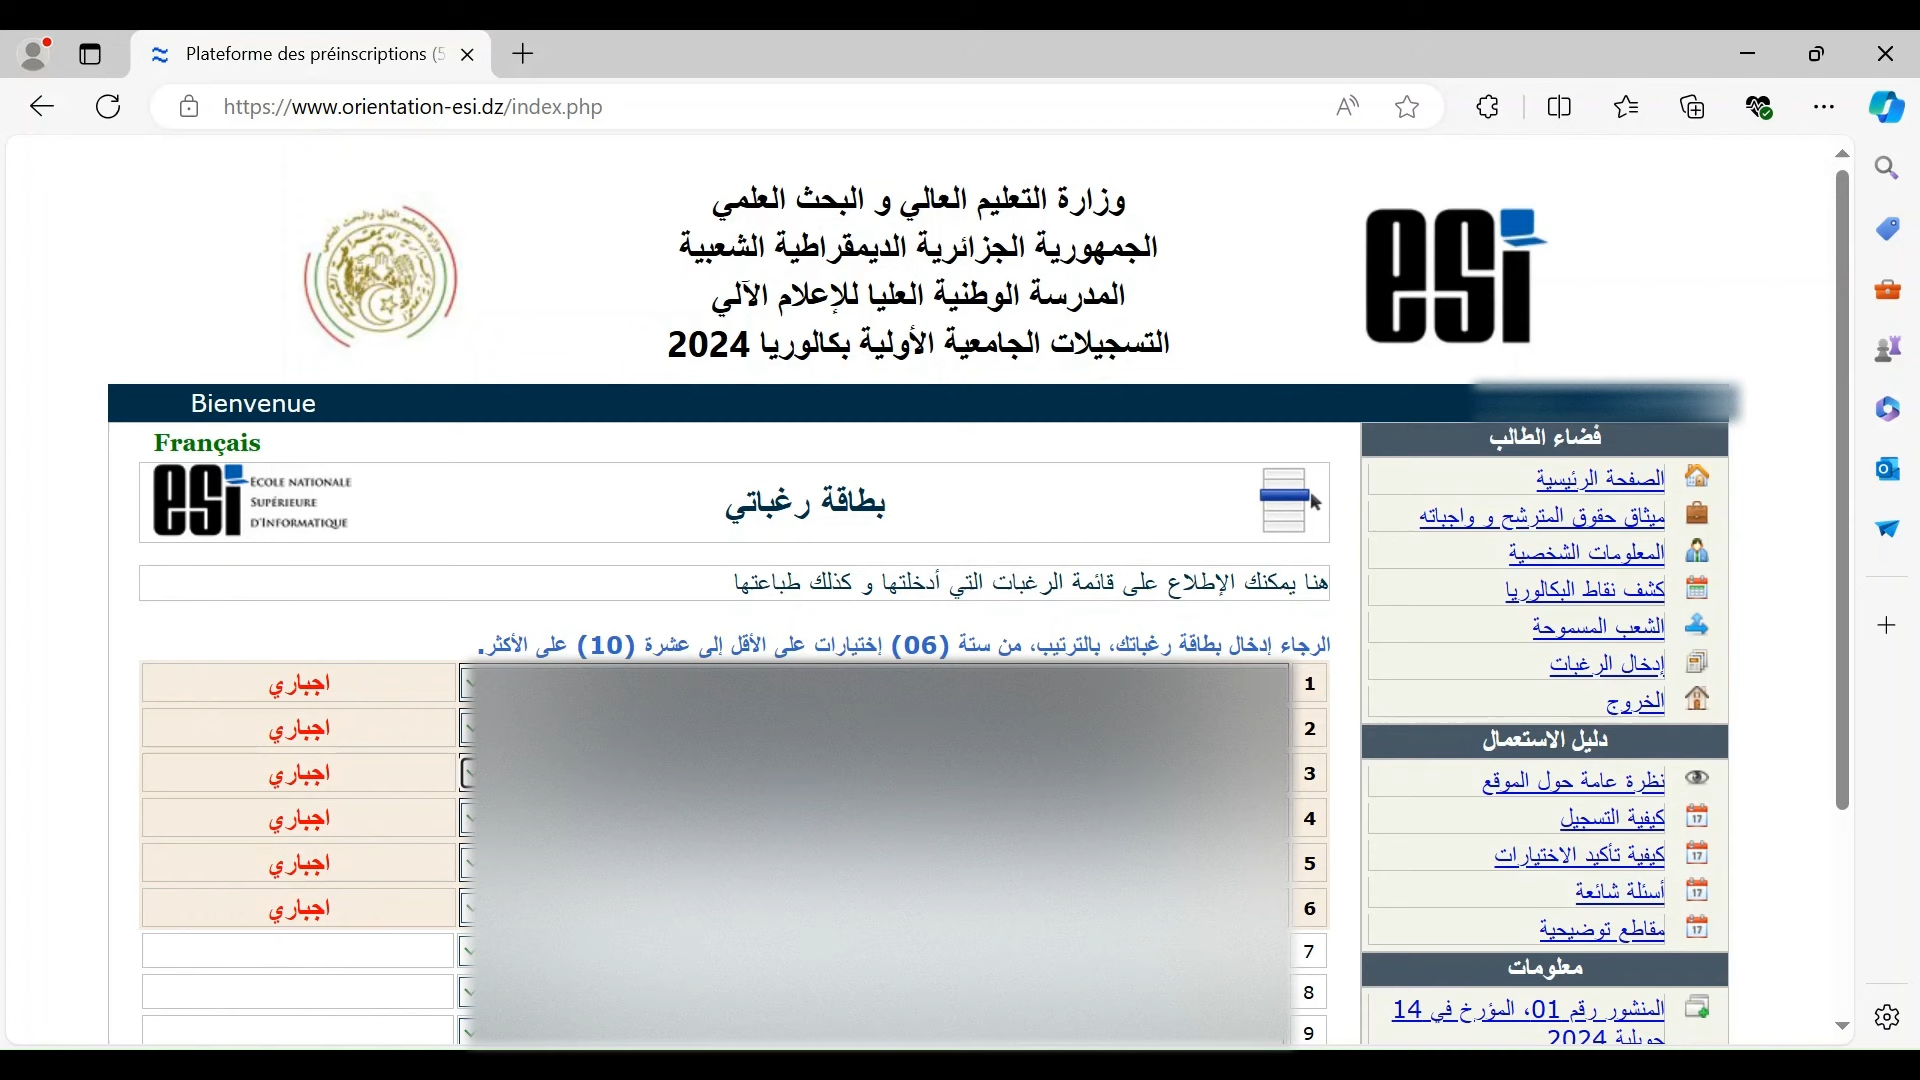 Plateforme des préinscriptions (5
https://www.orientation-esi.dz/index.php
وزارة التعليم العالي و البحث العلمي
الجمهورية الجزائرية الديمقراطية الشعبية
المدرسة الوطنية العليا للإعلام الآلي
التسجيلات الجامعية الأولية بكالوريا 2024
esi
Bienvenue
Français
esi ECOLE NATIONALE
SUPÉRIEURE
D'INFORMATIQUE
بطاقة رغباتي
هنا يمكنك الإطلاع على قائمة الرغبات التي أدخلتها و كذلك طباعتها
الرجاء إدخال بطاقة رغباتك، بالترتيب، من ستة (06) إختيارات على الأقل إلى عشرة (10) على الأكثر.
1 اجباري
2 اجباري
3 اجباري
4 اجباري
5 اجباري
6 اجباري
7
8
9
فضاء الطالب
الصفحة الرئيسية
ميثاق حقوق المترشح و واجباته
المعلومات الشخصية
كشف نقاط البكالوريا
الشعب المسموحة
إدخال الرغبات
الخروج
دليل الاستعمال
نظرة عامة حول الموقع
كيفية التسجيل
كيفية تأكيد الاختيارات
أسئلة شائعة
مقاطع توضيحية
معلومات
المنشور رقم 01، المؤرخ في 14
جويلية 2024